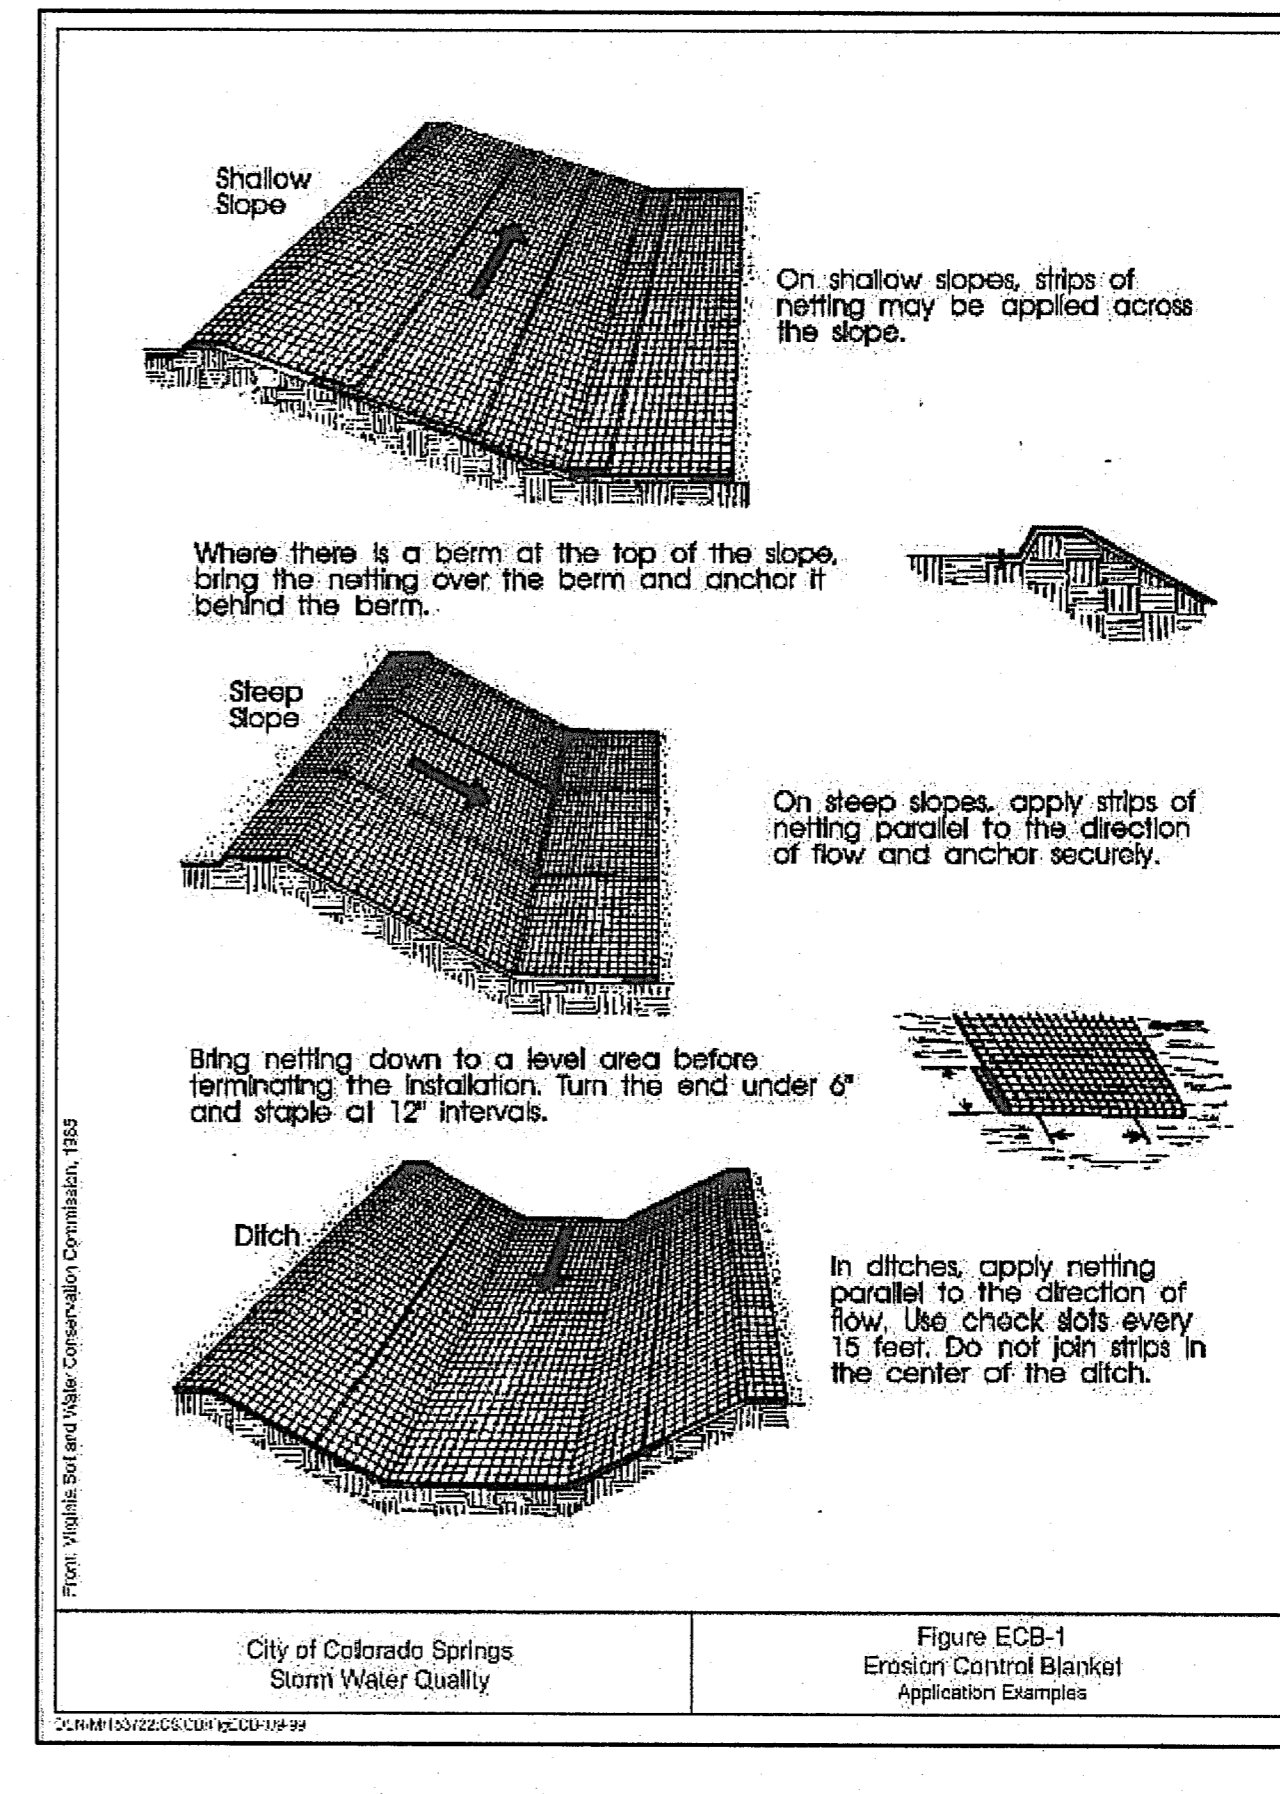 Shallow
Slope
On shallow slopes, strips of
netting may be applied across
the slope.
Where there is a berm at the top of the slope,
bring the netting over the berm and anchor it
behind the berm.
Steep
Slope
On steep slopes, apply strips of
netting parallel to the direction
of flow and anchor securely.
Bring netting down to a level area before
terminating the installation. Turn the end under 6"
and staple at 12" intervals.
Ditch
In ditches, apply netting
parallel to the direction of
flow. Use check slots every
15 feet. Do not join strips in
the center of the ditch.
From: Virginia Soil and Water Conservation Commission, 1985
City of Colorado Springs
Storm Water Quality
Figure ECB-1
Erosion Control Blanket
Application Examples